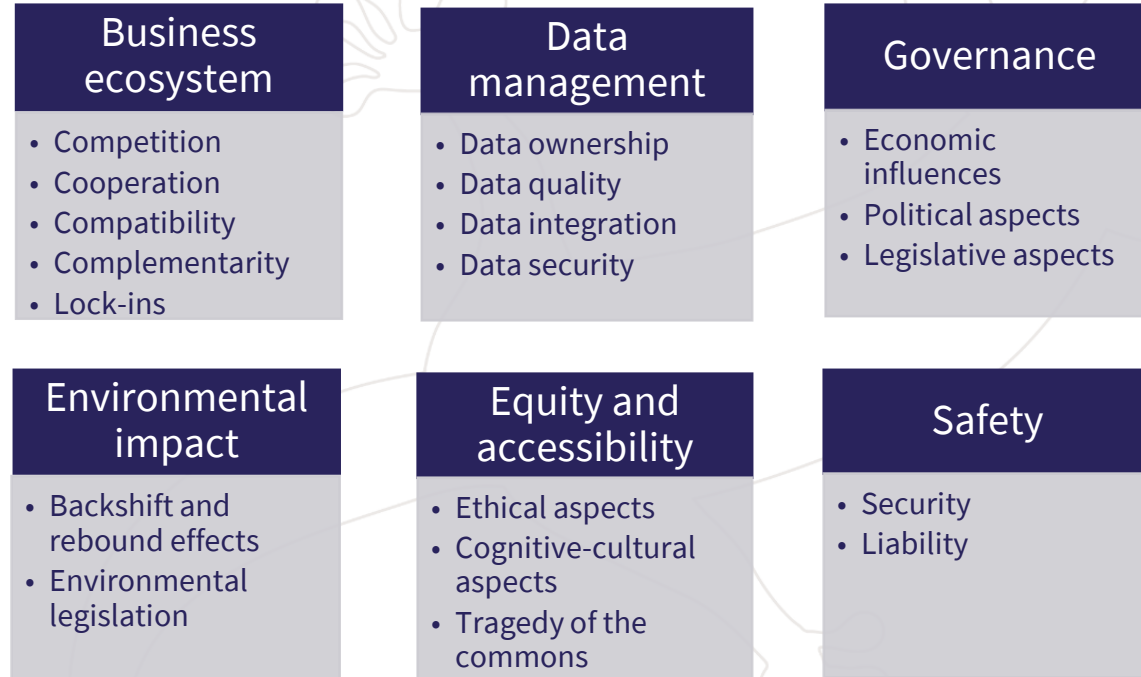 Business
ecosystem
• Competition
• Cooperation
• Compatibility
• Complementarity
• Lock-ins
Data
management
• Data ownership
• Data quality
• Data integration
• Data security
Governance
• Economic
influences
• Political aspects
• Legislative aspects
Environmental
impact
• Backshift and
rebound effects
• Environmental
legislation
Equity and
accessibility
• Ethical aspects
• Cognitive-cultural
aspects
• Tragedy of the
commons
Safety
• Security
• Liability